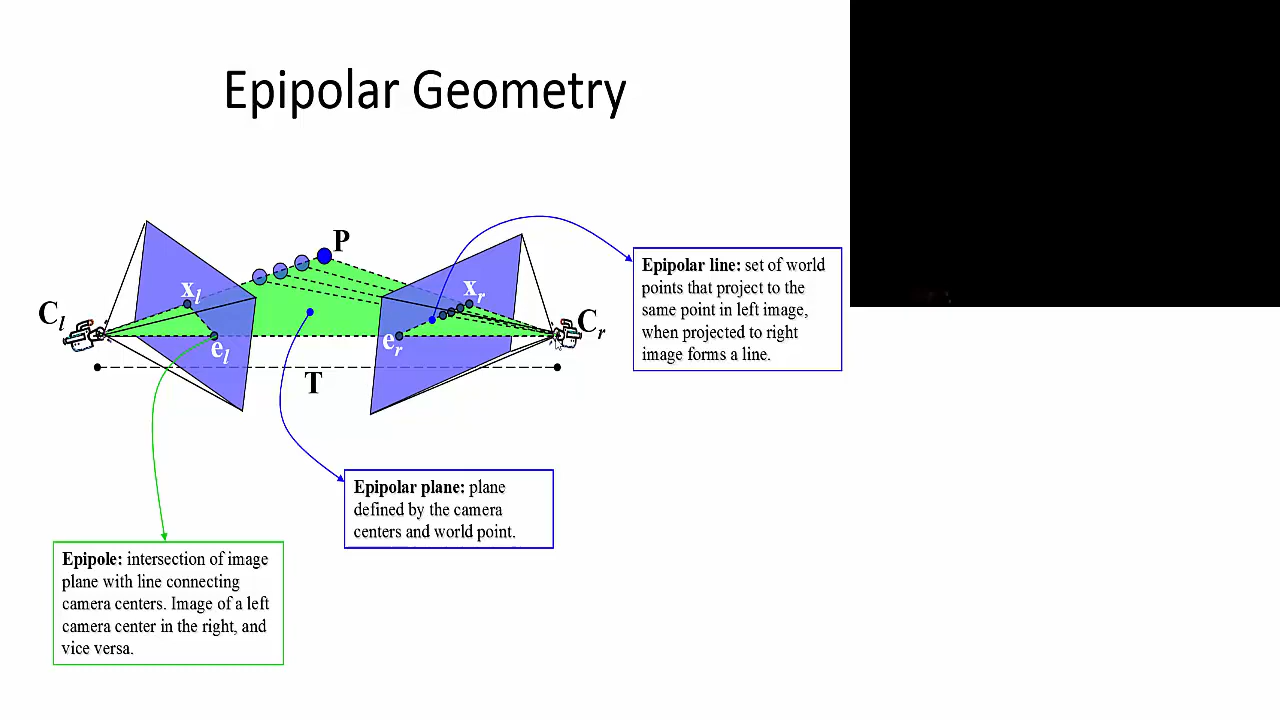 Epipolar Geometry
P
x_l
x_r
C_l
C_r
e_l
e_r
T
Epipolar line: set of world
points that project to the
same point in left image,
when projected to right
image forms a line.
Epipolar plane: plane
defined by the camera
centers and world point.
Epipole: intersection of image
plane with line connecting
camera centers. Image of a left
camera center in the right, and
vice versa.